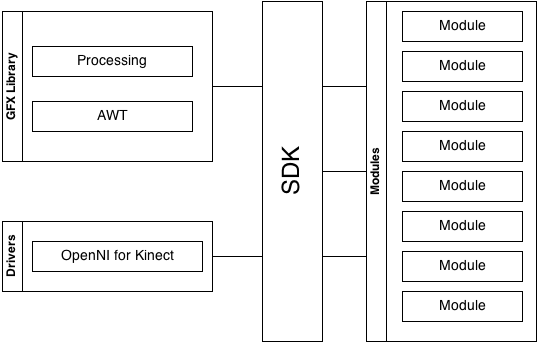 GFX Library
Processing
AWT
Drivers
OpenNI for Kinect
SDK
Modules
Module
Module
Module
Module
Module
Module
Module
Module